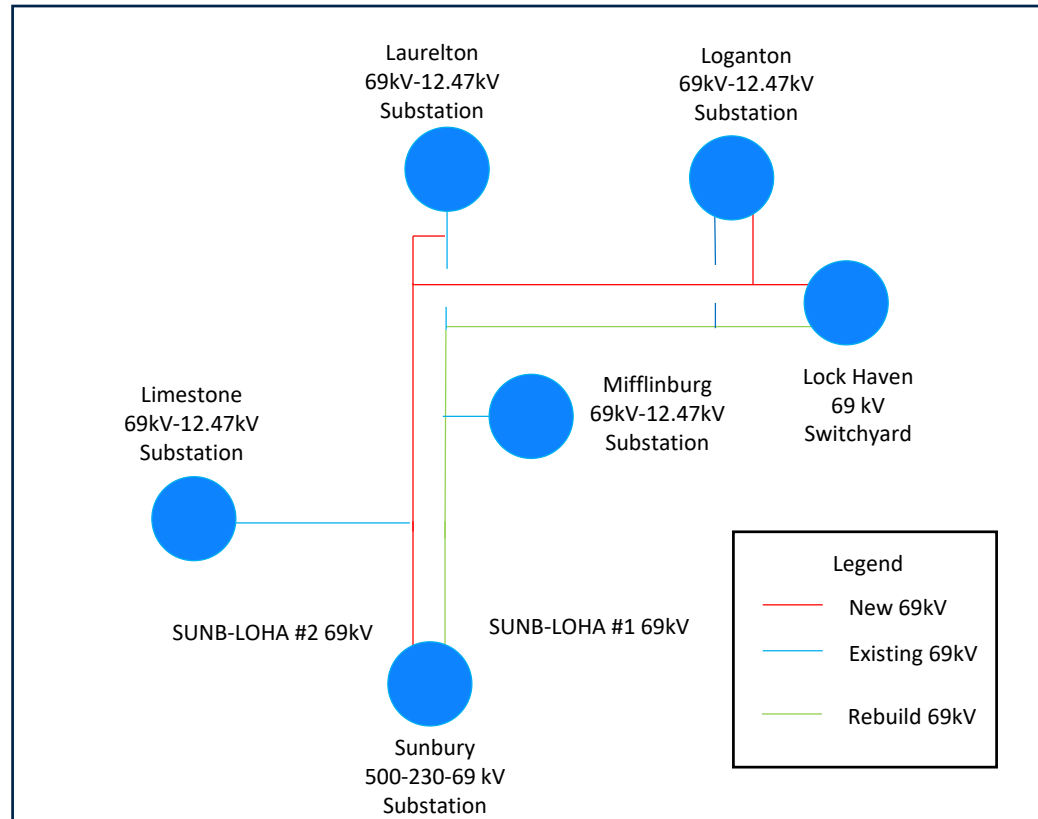 Laurelton
69kV-12.47kV
Substation
Loganton
69kV-12.47kV
Substation
Limestone
69kV-12.47kV
Substation
Mifflinburg
69kV-12.47kV
Substation
Lock Haven
69 kV
Switchyard
SUNB-LOHA #2 69kV
SUNB-LOHA #1 69kV
Sunbury
500-230-69 kV
Substation
Legend
New 69kV
Existing 69kV
Rebuild 69kV